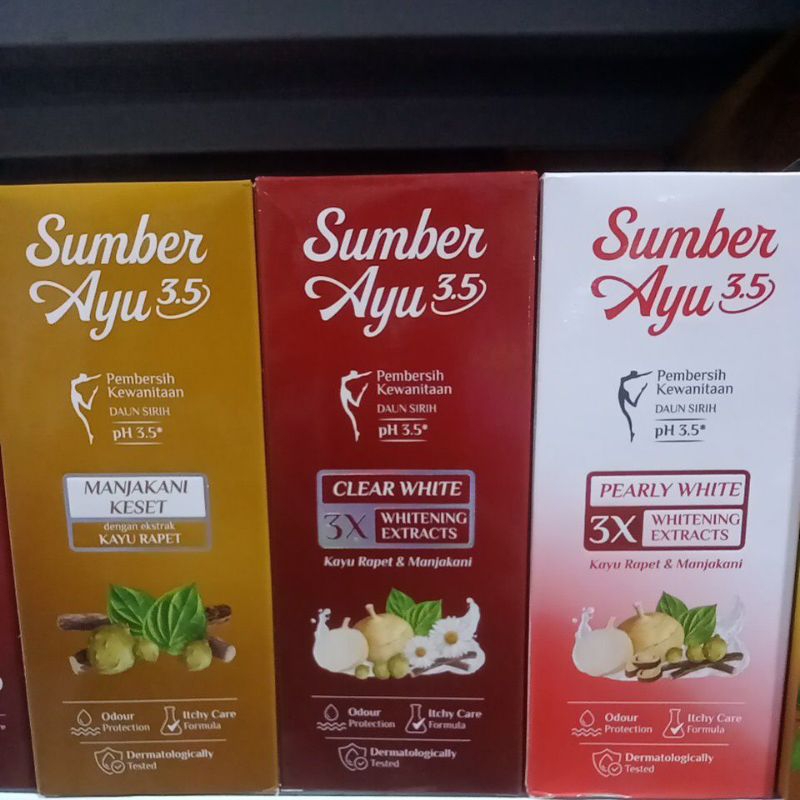 Sumber
Ayu 3.5
Pembersih
Kewanitaan
DAUN SIRIH
pH 3.5*
MANJAKANI
KESET
dengan ekstrak
KAYU RAPET
Odour
Protection
Itchy Care
Formula
Dermatologically
Tested
Sumber
Ayu 3.5
Pembersih
Kewanitaan
DAUN SIRIH
pH 3.5*
CLEAR WHITE
3X WHITENING
EXTRACTS
Kayu Rapet & Manjakani
Odour
Protection
Itchy Care
Formula
Dermatologically
Tested
Sumber
Ayu 3.5
Pembersih
Kewanitaan
DAUN SIRIH
pH 3.5*
PEARLY WHITE
3X WHITENING
EXTRACTS
Kayu Rapet & Manjakani
Odour
Protection
Itchy Care
Formula
Dermatologically
Tested